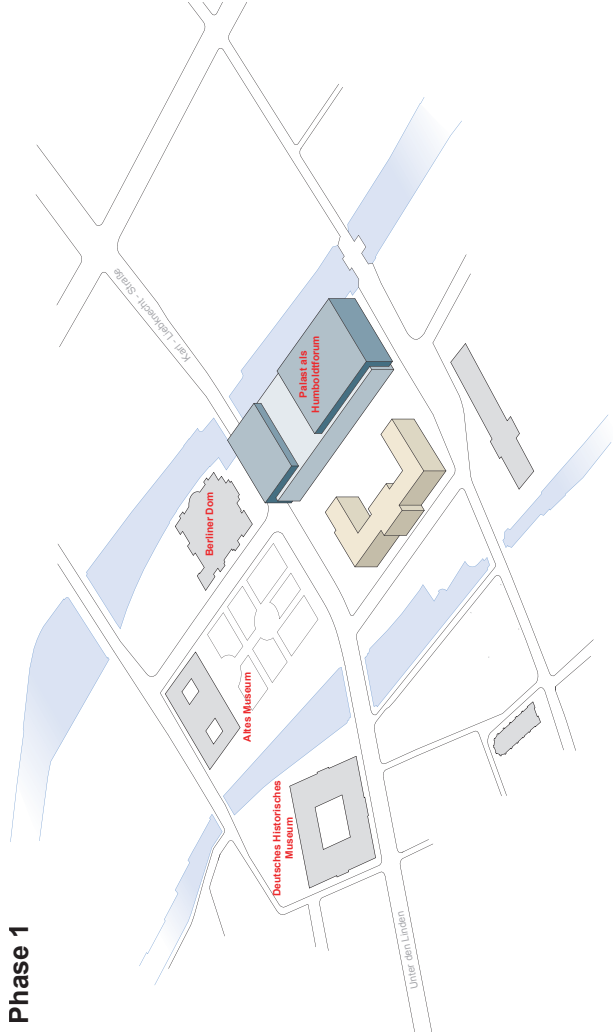 Phase 1
Karl - Liebknecht - Straße
Palast als
Humboldtforum
Berliner Dom
Altes Museum
Deutsches Historisches
Museum
Unter den Linden